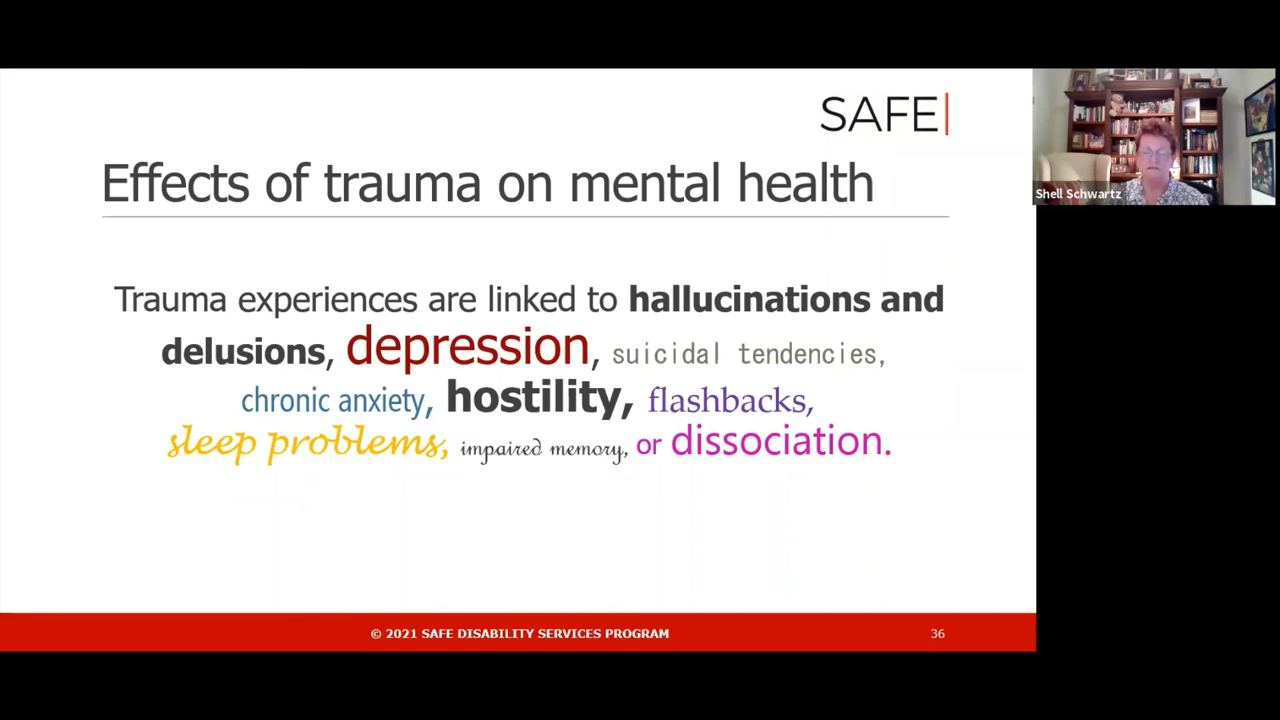 SAFE|
Effects of trauma on mental health
Shell Schwartz
Trauma experiences are linked to hallucinations and
delusions, depression, suicidal tendencies,
chronic anxiety, hostility, flashbacks,
sleep problems, impaired memory, or dissociation.
© 2021 SAFE DISABILITY SERVICES PROGRAM
36